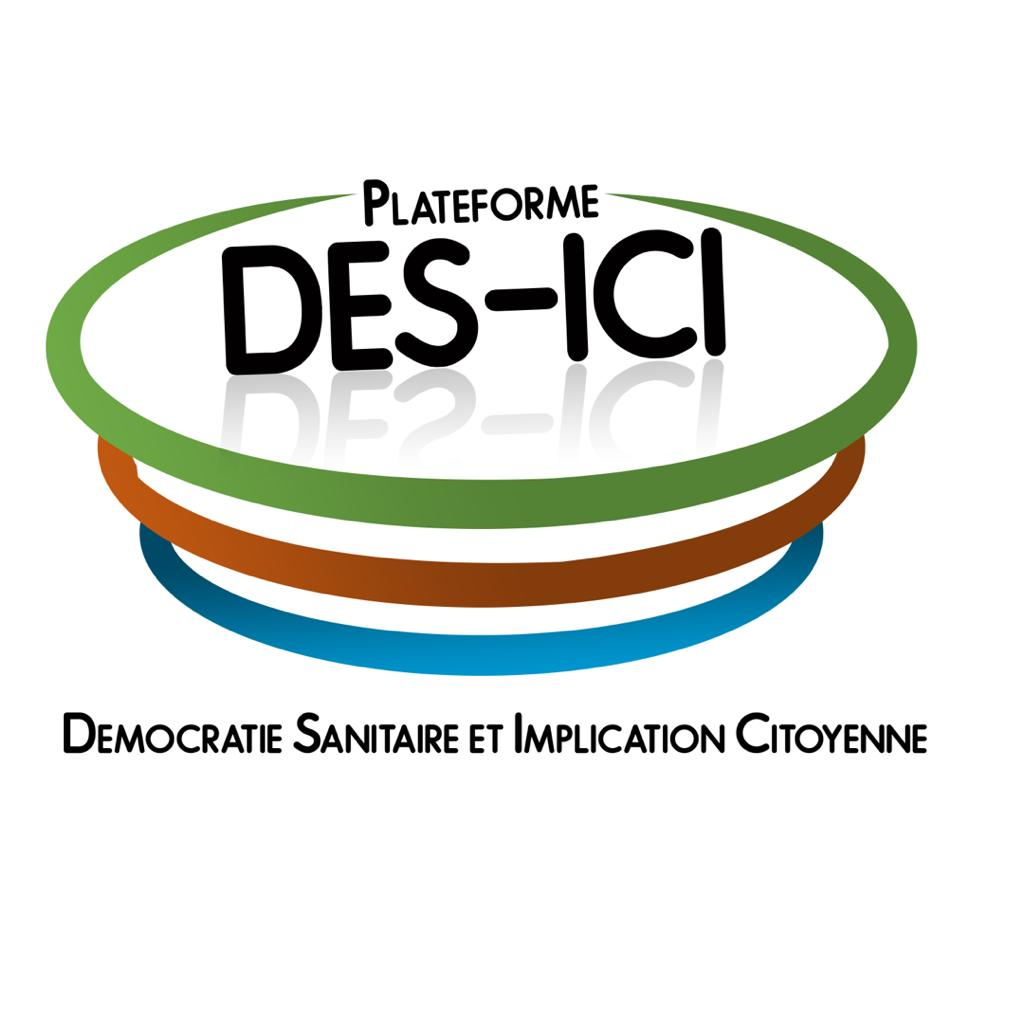 PLATEFORME
DES-ICI
DEMOCRATIE SANITAIRE ET IMPLICATION CITOYENNE